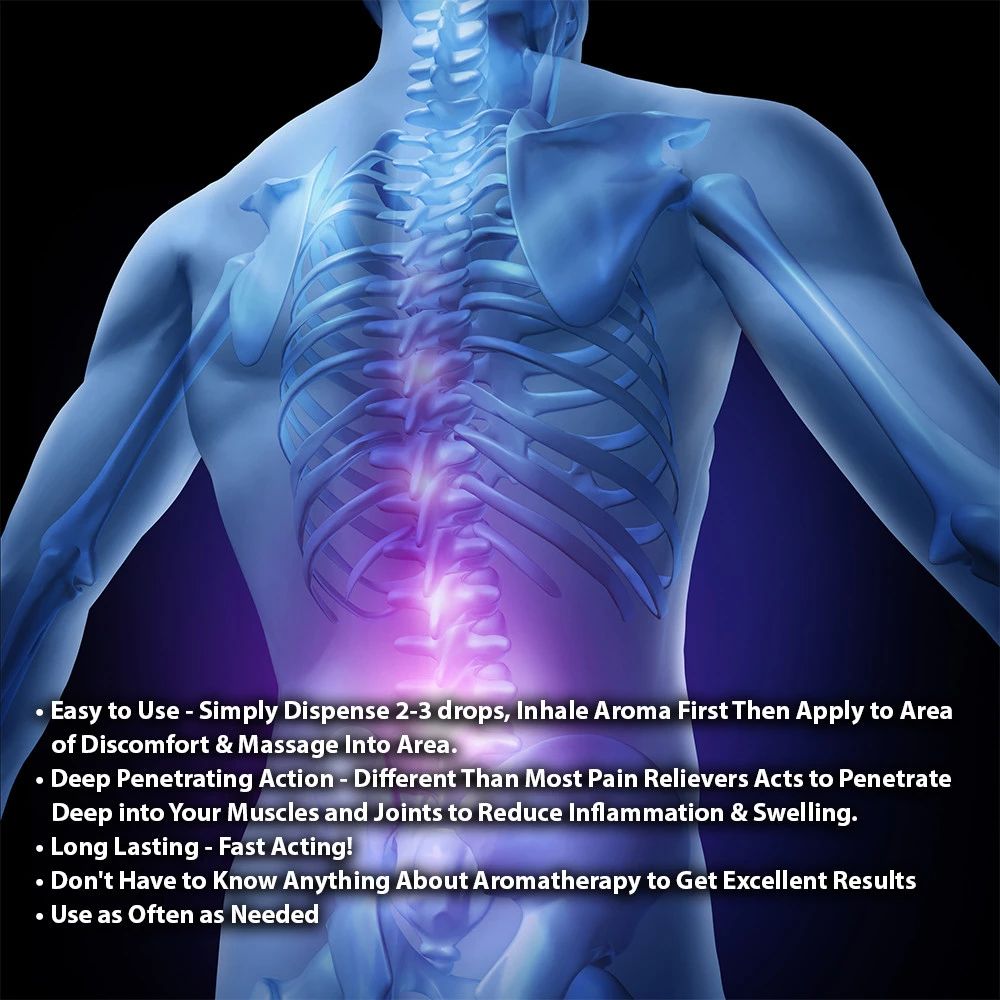 • Easy to Use - Simply Dispense 2-3 drops, Inhale Aroma First Then Apply to Area
of Discomfort & Massage Into Area.
• Deep Penetrating Action - Different Than Most Pain Relievers Acts to Penetrate
Deep into Your Muscles and Joints to Reduce Inflammation & Swelling.
• Long Lasting - Fast Acting!
• Don't Have to Know Anything About Aromatherapy to Get Excellent Results
• Use as Often as Needed